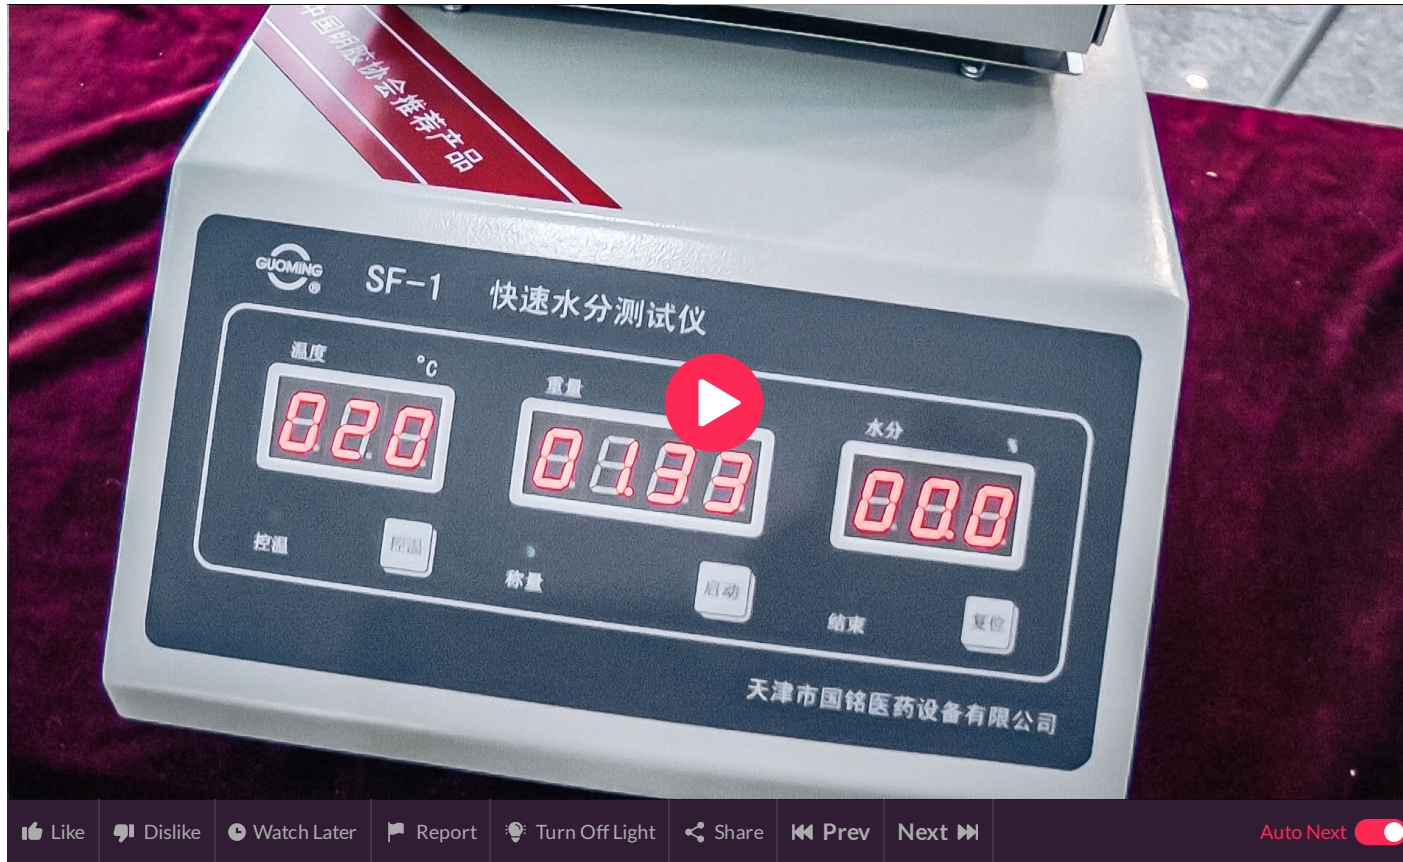 中国明胶协会推荐产品
GUOMING
®
SF-1
快速水分测试仪
温度
°C
重量
水分
%
020
01.33
00.0
控温
控温
称量
启动
结束
复位
天津市国铭医药设备有限公司
Like
Dislike
Watch Later
Report
Turn Off Light
Share
Prev
Next
Auto Next